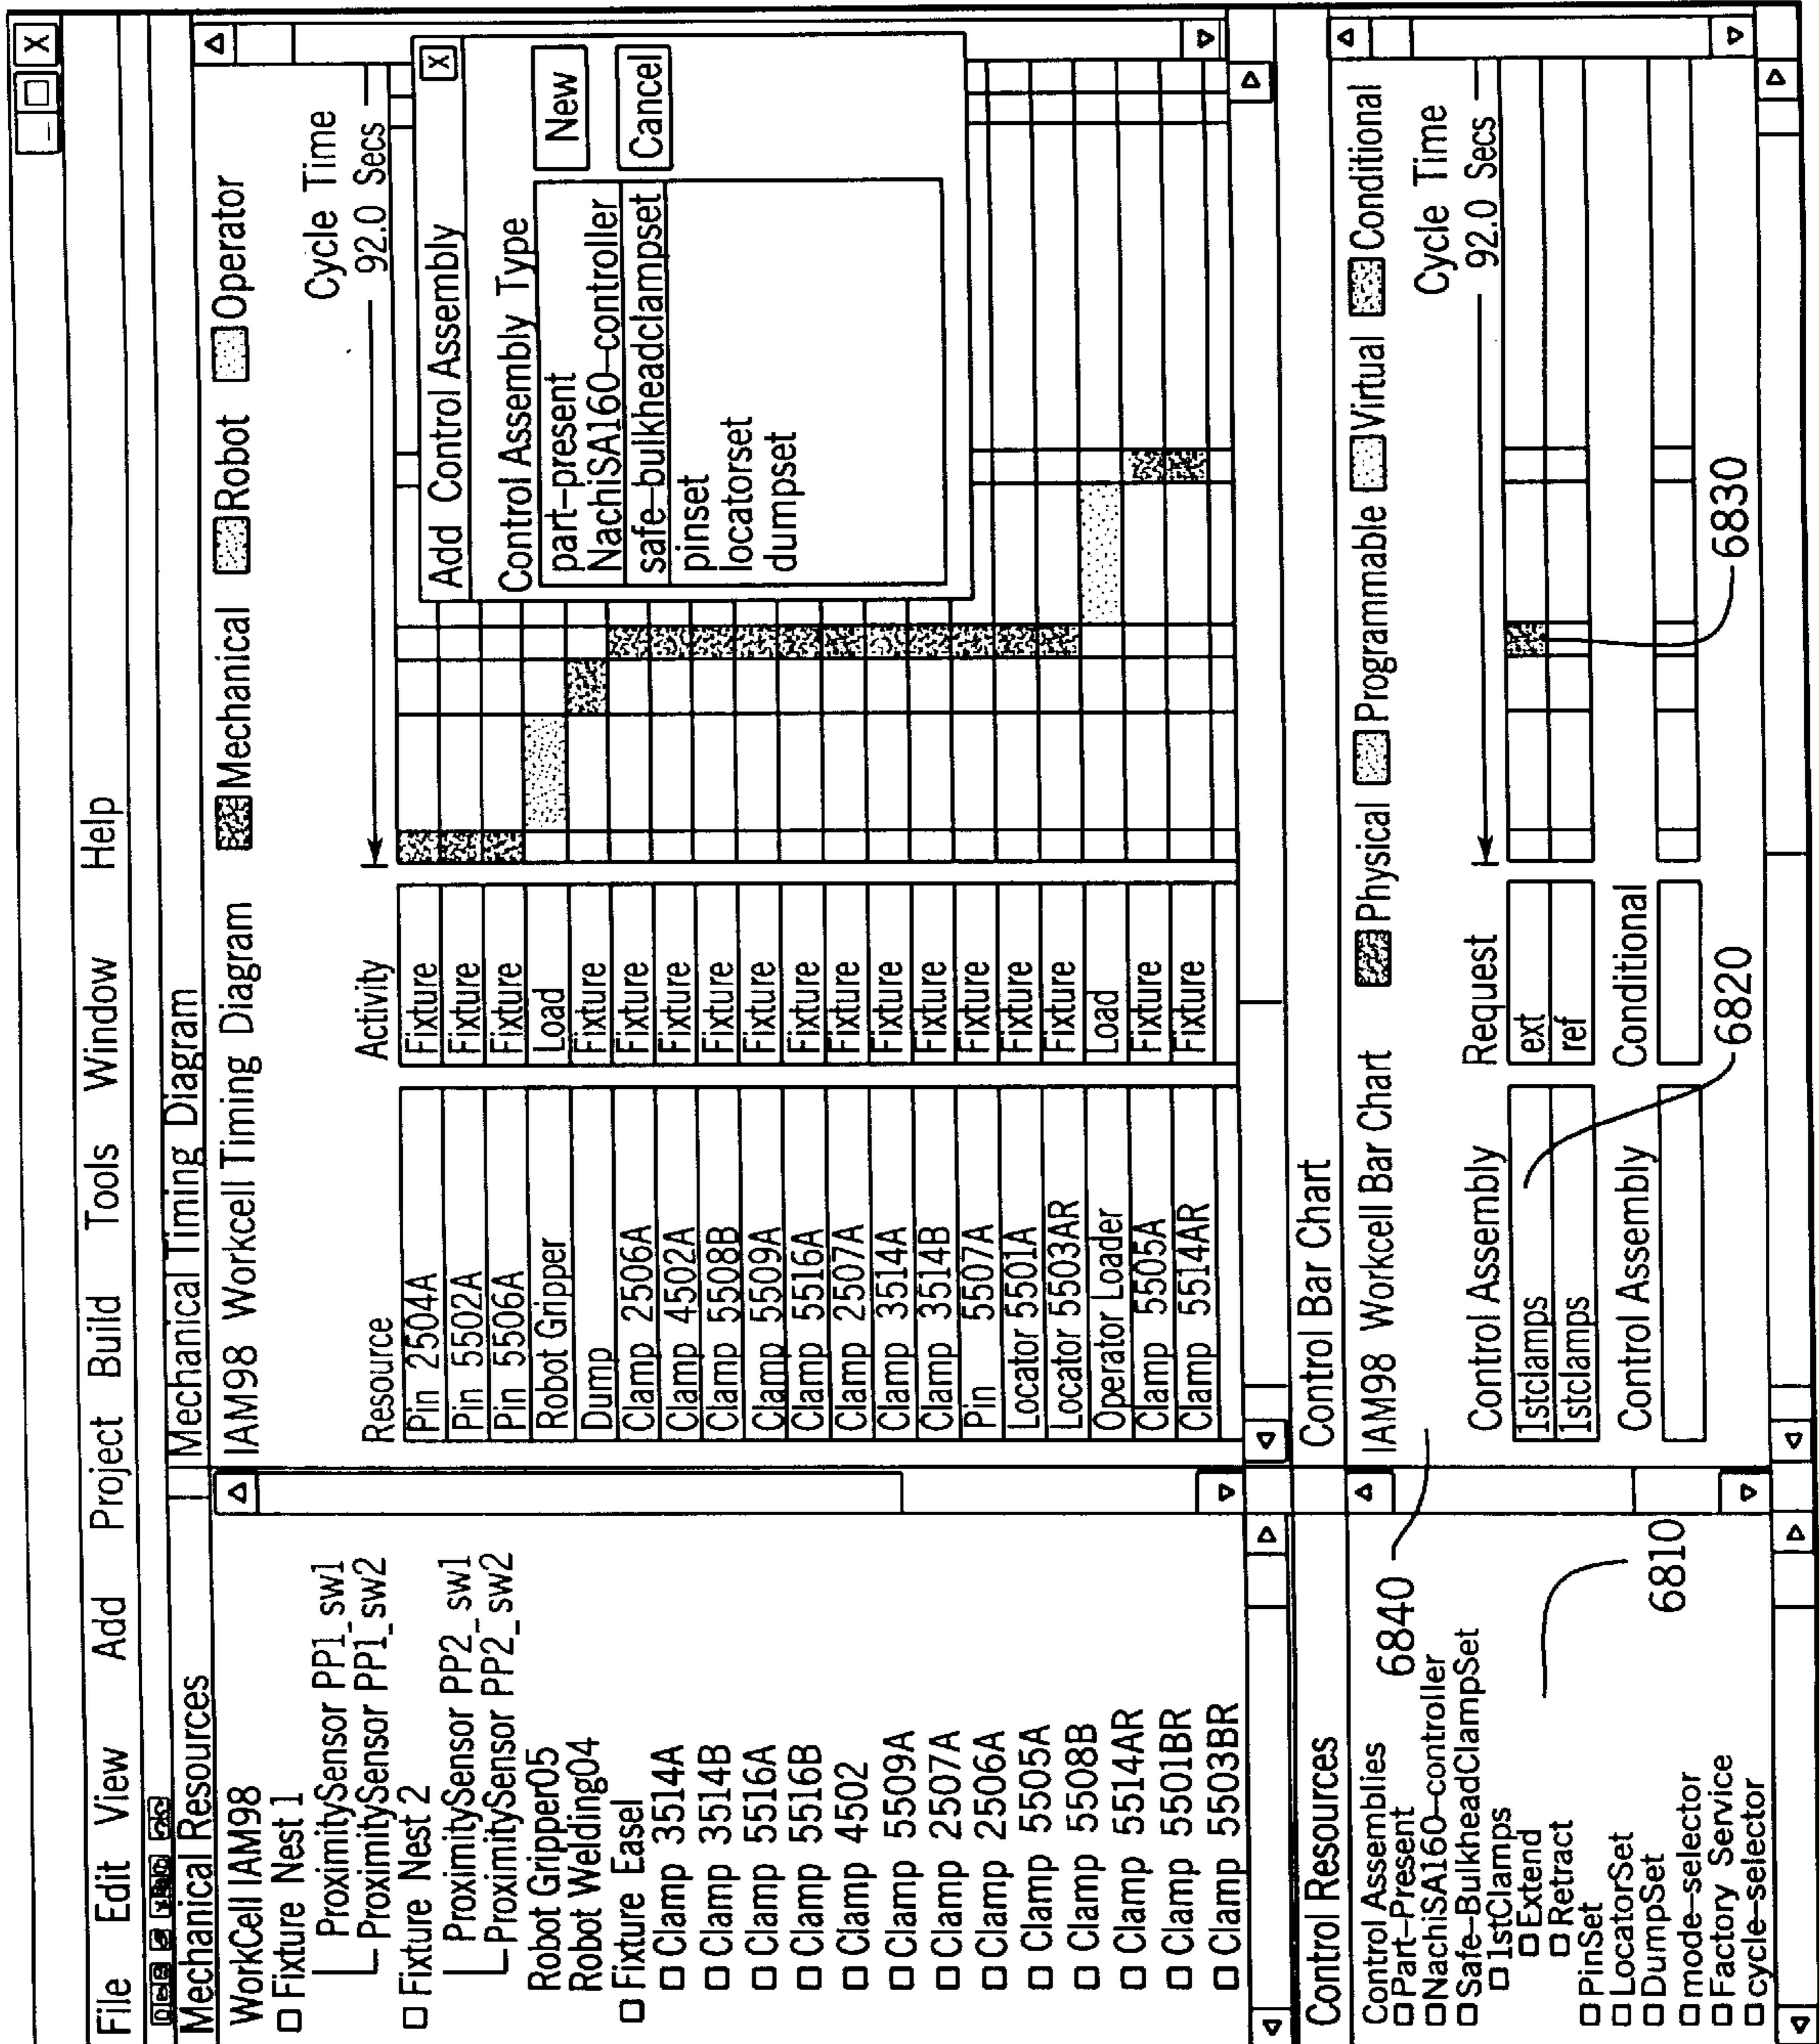 File Edit View Add Project Build Tools Window Help
Mechanical Resources
WorkCell IAM98
Fixture Nest 1
ProximitySensor PP1_sw1
ProximitySensor PP1_sw2
Fixture Nest 2
ProximitySensor PP2_sw1
ProximitySensor PP2_sw2
Robot Gripper05
Robot Welding04
Fixture Easel
Clamp 3514A
Clamp 3514B
Clamp 5516A
Clamp 5516B
Clamp 4502
Clamp 5509A
Clamp 2507A
Clamp 2506A
Clamp 5505A
Clamp 5508B
Clamp 5514AR
Clamp 5501BR
Clamp 5503BR
Mechanical Timing Diagram
IAM98 Workcell Timing Diagram Mechanical Robot Operator
Cycle Time
92.0 Secs
Resource Activity
Pin 2504A Fixture
Pin 5502A Fixture
Pin 5506A Fixture
Robot Gripper Load
Dump Fixture
Clamp 2506A Fixture
Clamp 4502A Fixture
Clamp 5508B Fixture
Clamp 5509A Fixture
Clamp 5516A Fixture
Clamp 2507A Fixture
Clamp 3514A Fixture
Clamp 3514B Fixture
Pin 5507A Fixture
Locator 5501A Fixture
Locator 5503AR Fixture
Operator Loader Load
Clamp 5505A Fixture
Clamp 5514AR Fixture
Add Control Assembly X
Control Assembly Type
part-present
NachiSA160-controller
safe-bulkheadclampset
pinset
locatorset
dumpset
New
Cancel
Control Resources
Control Assemblies
Part-Present
NachiSA160-controller
Safe-BulkheadClampSet
1stClamps
Extend
Retract
PinSet
LocatorSet
DumpSet
mode-selector
Factory Service
cycle-selector
6840
6810
Control Bar Chart
IAM98 Workcell Bar Chart Physical Programmable Virtual Conditional
Cycle Time
92.0 Secs
Control Assembly Request
1stclamps ext
1stclamps ref
Control Assembly Conditional
6820
6830